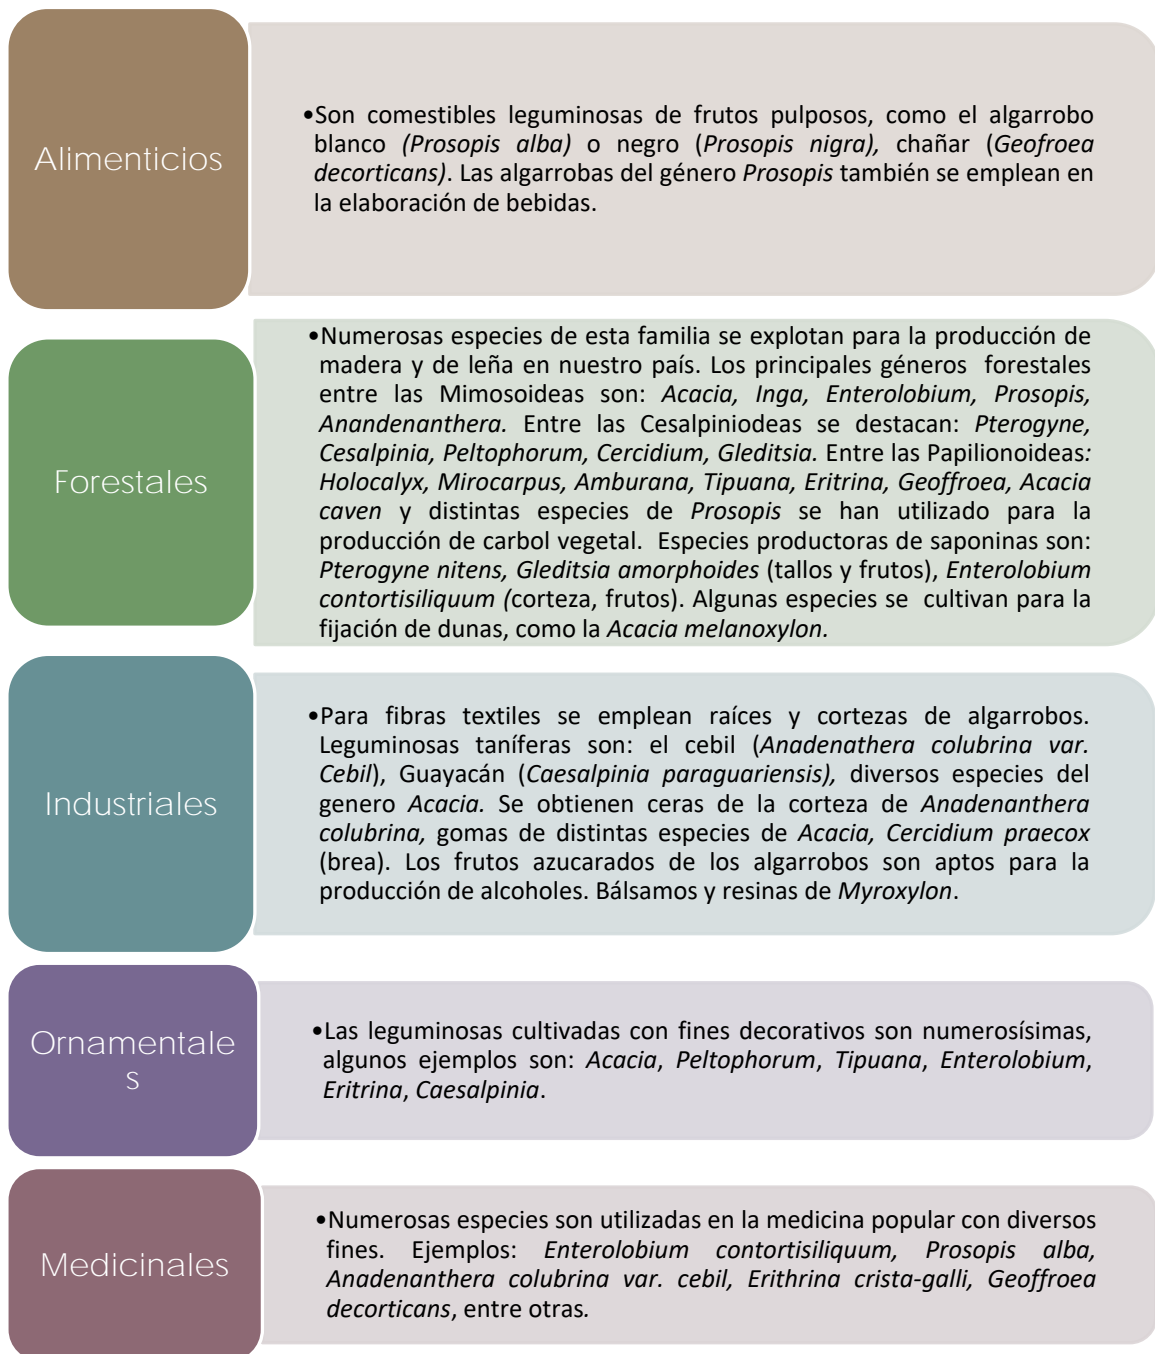 Alimenticios
•Son comestibles leguminosas de frutos pulposos, como el algarrobo
blanco (Prosopis alba) o negro (Prosopis nigra), chañar (Geofroea
decorticans). Las algarrobas del género Prosopis también se emplean en
la elaboración de bebidas.
Forestales
•Numerosas especies de esta familia se explotan para la producción de
madera y de leña en nuestro país. Los principales géneros forestales
entre las Mimosoideas son: Acacia, Inga, Enterolobium, Prosopis,
Anandenanthera. Entre las Cesalpiniodeas se destacan: Pterogyne,
Cesalpinia, Peltophorum, Cercidium, Gleditsia. Entre las Papilionoideas:
Holocalyx, Mirocarpus, Amburana, Tipuana, Eritrina, Geoffroea, Acacia
caven y distintas especies de Prosopis se han utilizado para la
producción de carbol vegetal. Especies productoras de saponinas son:
Pterogyne nitens, Gleditsia amorphoides (tallos y frutos), Enterolobium
contortisiliquum (corteza, frutos). Algunas especies se cultivan para la
fijación de dunas, como la Acacia melanoxylon.
Industriales
•Para fibras textiles se emplean raíces y cortezas de algarrobos.
Leguminosas taníferas son: el cebil (Anadenathera colubrina var.
Cebil), Guayacán (Caesalpinia paraguariensis), diversos especies del
genero Acacia. Se obtienen ceras de la corteza de Anadenanthera
colubrina, gomas de distintas especies de Acacia, Cercidium praecox
(brea). Los frutos azucarados de los algarrobos son aptos para la
producción de alcoholes. Bálsamos y resinas de Myroxylon.
Ornamentale
s
•Las leguminosas cultivadas con fines decorativos son numerosísimas,
algunos ejemplos son: Acacia, Peltophorum, Tipuana, Enterolobium,
Eritrina, Caesalpinia.
Medicinales
•Numerosas especies son utilizadas en la medicina popular con diversos
fines. Ejemplos: Enterolobium contortisiliquum, Prosopis alba,
Anadenanthera colubrina var. cebil, Erithrina crista-galli, Geoffroea
decorticans, entre otras.